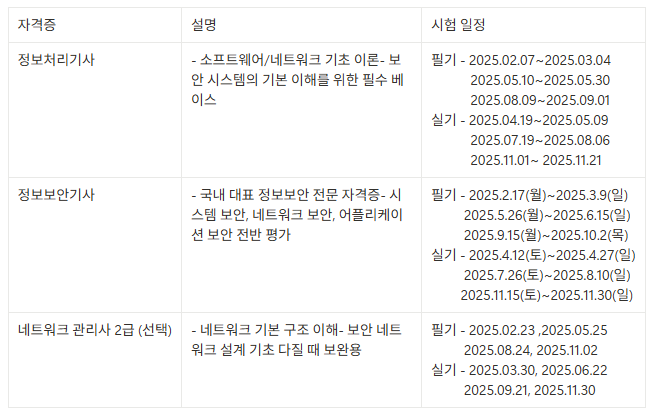 자격증 설명 시험 일정
정보처리기사
- 소프트웨어/네트워크 기초 이론- 보
안 시스템의 기본 이해를 위한 필수 베
이스
필기 - 2025.02.07~2025.03.04
2025.05.10~2025.05.30
2025.08.09~2025.09.01
실기 - 2025.04.19~2025.05.09
2025.07.19~2025.08.06
2025.11.01~ 2025.11.21
정보보안기사
- 국내 대표 정보보안 전문 자격증- 시
스템 보안, 네트워크 보안, 어플리케이
션 보안 전반 평가
필기 - 2025.2.17(월)~2025.3.9(일)
2025.5.26(월)~2025.6.15(일)
2025.9.15(월)~2025.10.2(목)
실기 - 2025.4.12(토)~2025.4.27(일)
2025.7.26(토)~2025.8.10(일)
2025.11.15(토)~2025.11.30(일)
네트워크 관리사 2급 (선택)
- 네트워크 기본 구조 이해- 보안 네트
워크 설계 기초 다질 때 보완용
필기 - 2025.02.23 ,2025.05.25
2025.08.24, 2025.11.02
실기 - 2025.03.30, 2025.06.22
2025.09.21, 2025.11.30